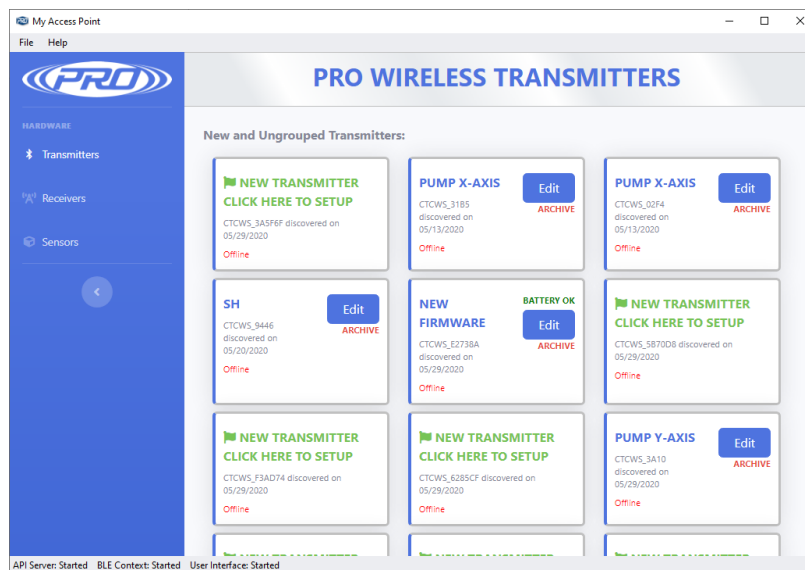 My Access Point
File Help
PRO
PRO WIRELESS TRANSMITTERS
HARDWARE
Transmitters
Receivers
Sensors
New and Ungrouped Transmitters:
NEW TRANSMITTER
CLICK HERE TO SETUP
CTCWS_3A5F6F discovered on
05/29/2020
Offline
PUMP X-AXIS
Edit
CTCWS_31B5
discovered on
05/13/2020
ARCHIVE
Offline
PUMP X-AXIS
Edit
CTCWS_02F4
discovered on
05/13/2020
ARCHIVE
Offline
SH
Edit
CTCWS_9446
discovered on
05/20/2020
ARCHIVE
Offline
NEW
FIRMWARE
BATTERY OK
Edit
CTCWS_E2738A
discovered on
05/29/2020
ARCHIVE
Offline
NEW TRANSMITTER
CLICK HERE TO SETUP
CTCWS_5B70D8 discovered on
05/29/2020
Offline
NEW TRANSMITTER
CLICK HERE TO SETUP
CTCWS_F3AD74 discovered on
05/29/2020
Offline
NEW TRANSMITTER
CLICK HERE TO SETUP
CTCWS_6285CF discovered on
05/29/2020
Offline
PUMP Y-AXIS
Edit
CTCWS_3A10
discovered on
05/29/2020
ARCHIVE
Offline
API Server: Started BLE Context: Started User Interface: Started